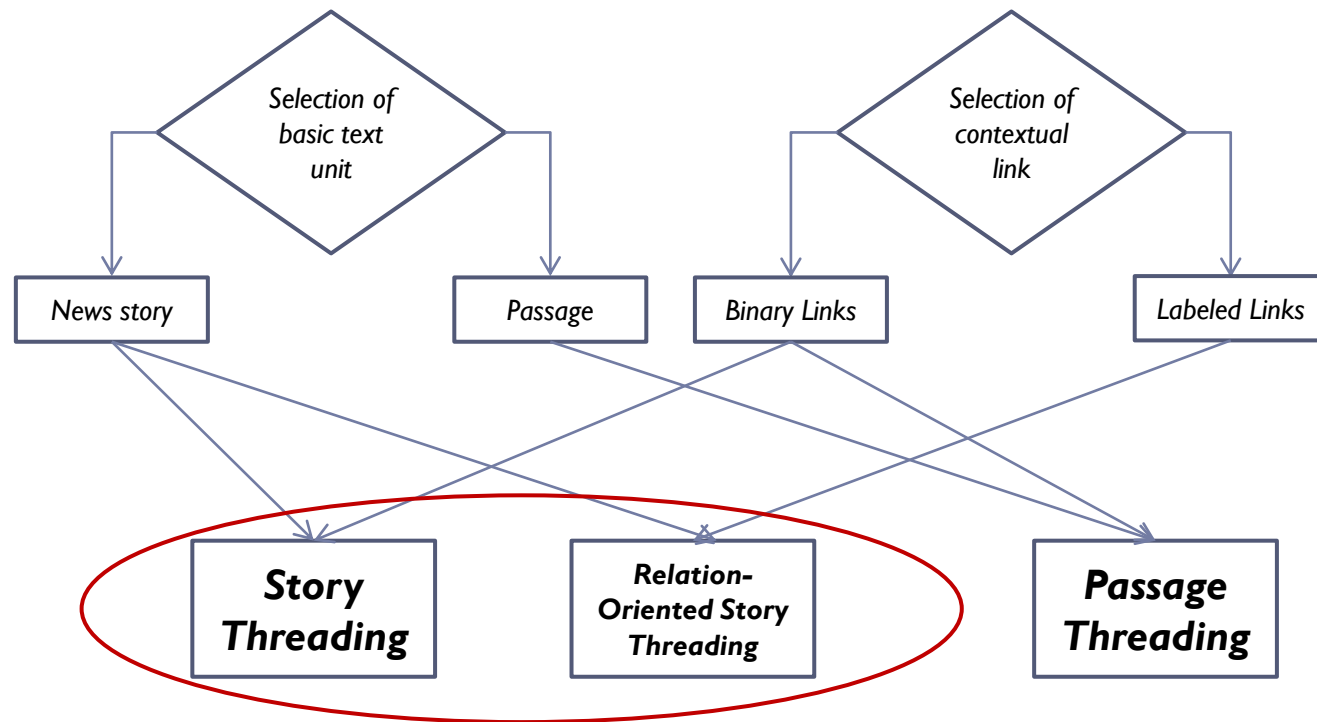 Selection of
basic text
unit
Selection of
contextual
link
News story
Passage
Binary Links
Labeled Links
Story
Threading
Relation-
Oriented Story
Threading
Passage
Threading